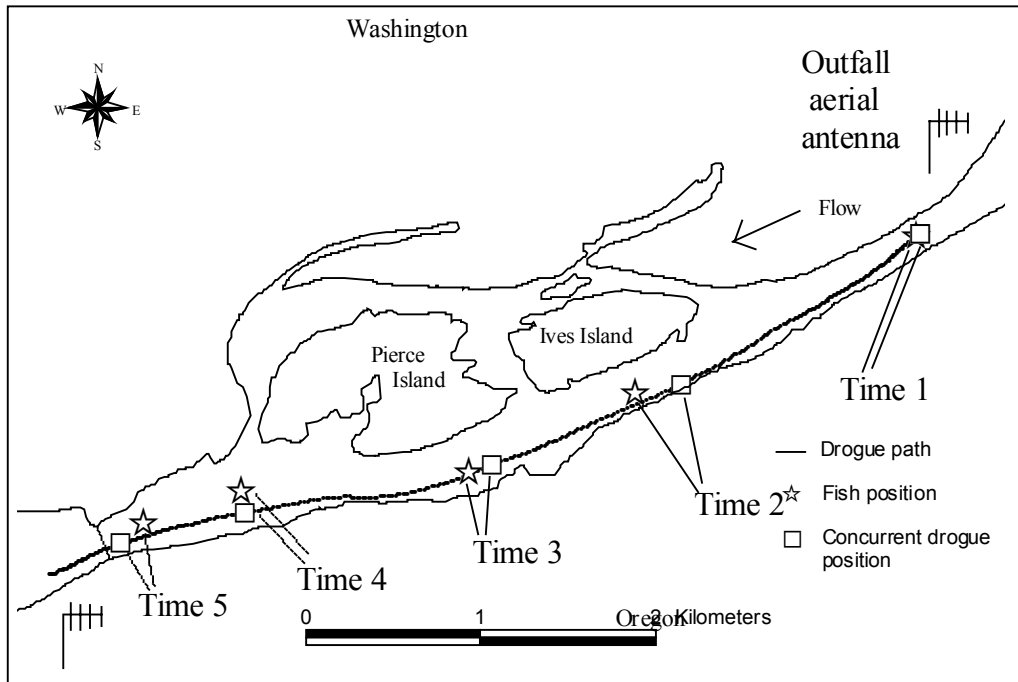 Washington
N
W E
S
Outfall
aerial
antenna
Flow
Ives Island
Pierce
Island
Time 1
Drogue path
Fish position
Concurrent drogue
position
Time 2
Time 3
Time 4
Time 5
0 1 2 Kilometers
Oregon